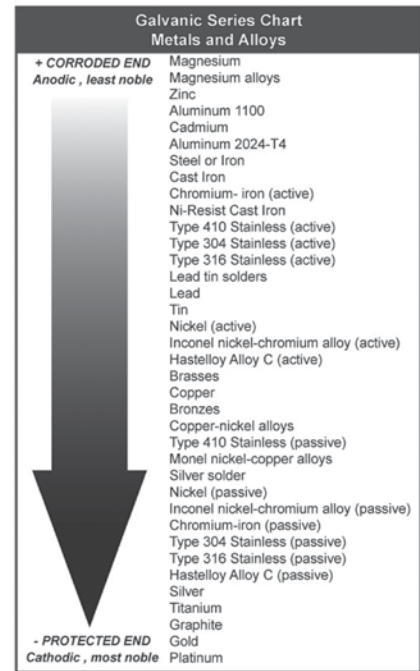 Galvanic Series Chart
Metals and Alloys
+ CORRODED END
Anodic , least noble
Magnesium
Magnesium alloys
Zinc
Aluminum 1100
Cadmium
Aluminum 2024-T4
Steel or Iron
Cast Iron
Chromium- iron (active)
Ni-Resist Cast Iron
Type 410 Stainless (active)
Type 304 Stainless (active)
Type 316 Stainless (active)
Lead tin solders
Lead
Tin
Nickel (active)
Inconel nickel-chromium alloy (active)
Hastelloy Alloy C (active)
Brasses
Copper
Bronzes
Copper-nickel alloys
Type 410 Stainless (passive)
Monel nickel-copper alloys
Silver solder
Nickel (passive)
Inconel nickel-chromium alloy (passive)
Chromium-iron (passive)
Type 304 Stainless (passive)
Type 316 Stainless (passive)
Hastelloy Alloy C (passive)
Silver
Titanium
Graphite
Gold
Platinum
- PROTECTED END
Cathodic , most noble